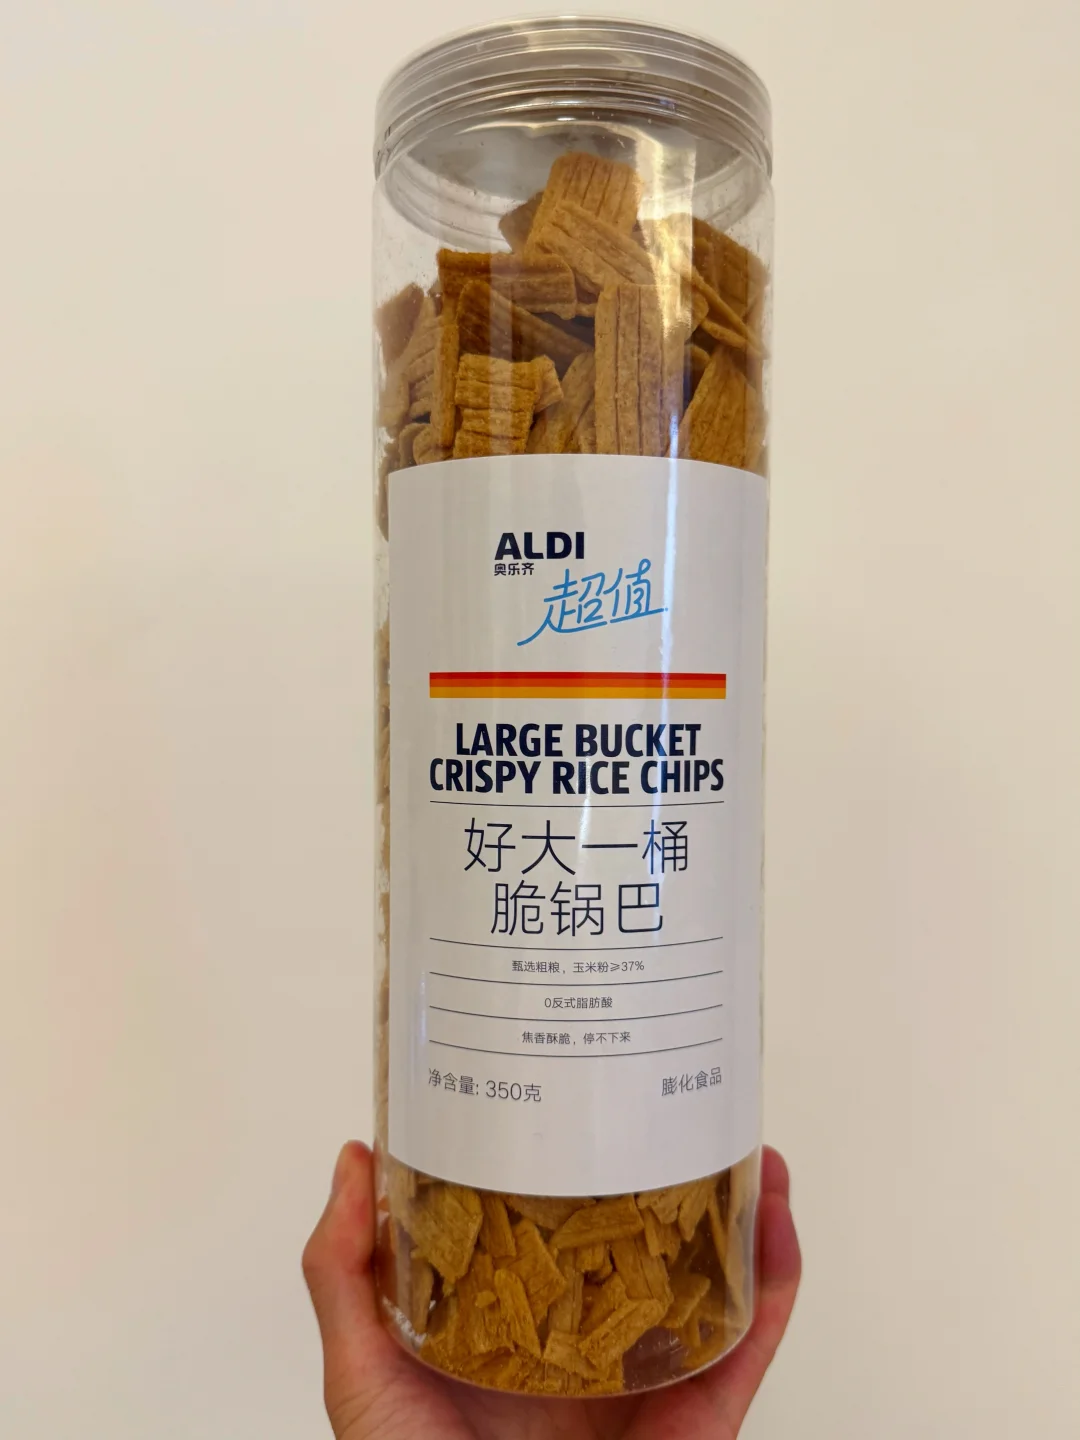 ALDI
奥乐齐
超值
LARGE BUCKET
CRISPY RICE CHIPS
好大一桶
脆锅巴
甄选粗粮，玉米粉≥37%
0反式脂肪酸
焦香酥脆，停不下来
净含量: 350克
膨化食品